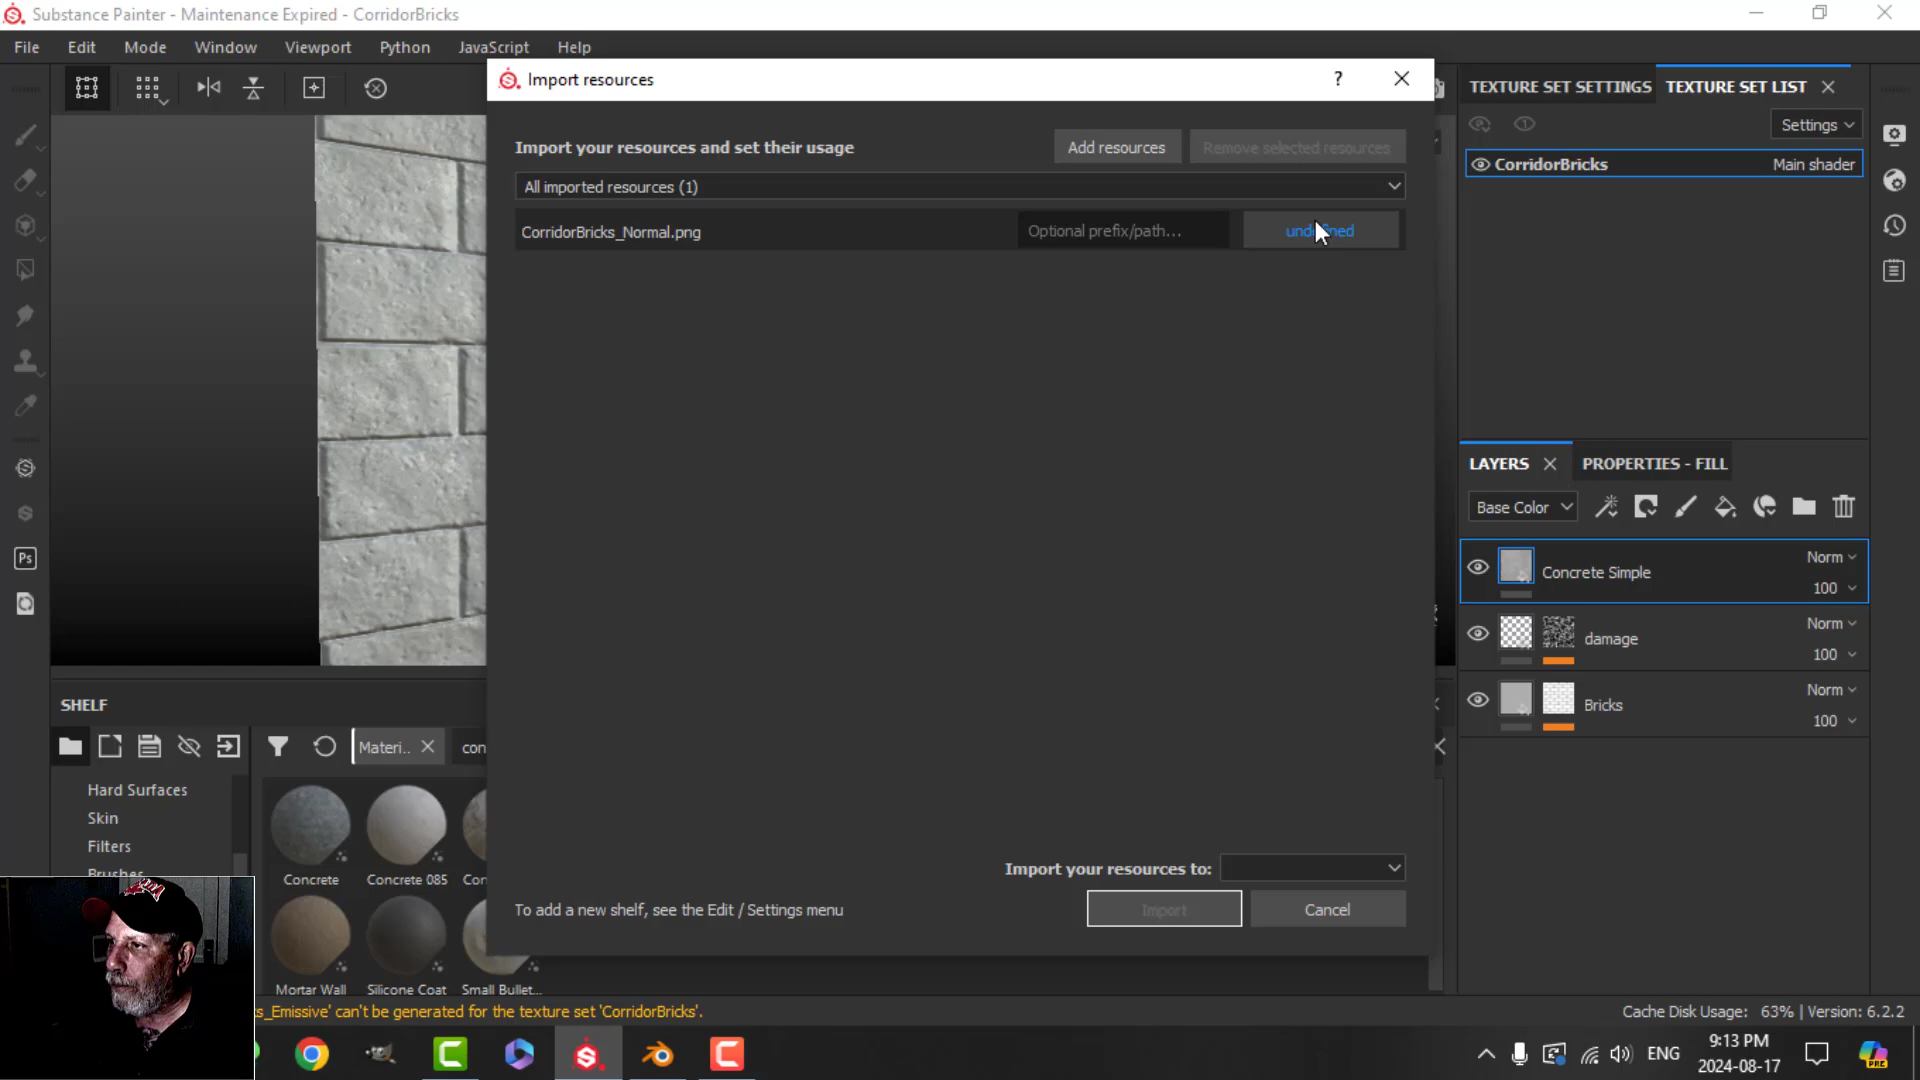 Substance Painter - Maintenance Expired - CorridorBricks
File Edit Mode Window Viewport Python JavaScript Help
Import resources
?
Import your resources and set their usage
Add resources
Remove selected resources
All imported resources (1)
CorridorBricks_Normal.png
Optional prefix/path...
TEXTURE SET SETTINGS
TEXTURE SET LIST
Settings
CorridorBricks
Main shader
LAYERS
PROPERTIES - FILL
Base Color
Norm
Concrete Simple
100
Norm
damage
100
Norm
Bricks
100
Ps
SHELF
Materi..
con
Hard Surfaces
Skin
Filters
Brushes
Concrete
Concrete 085
Con
Mortar Wall
Silicone Coat
Small Bullet...
Import your resources to:
To add a new shelf, see the Edit / Settings menu
Import
Cancel
s_Emissive' can't be generated for the texture set 'CorridorBricks'.
Cache Disk Usage: 63% | Version: 6.2.2
ENG
9:13 PM
2024-08-17
PRE